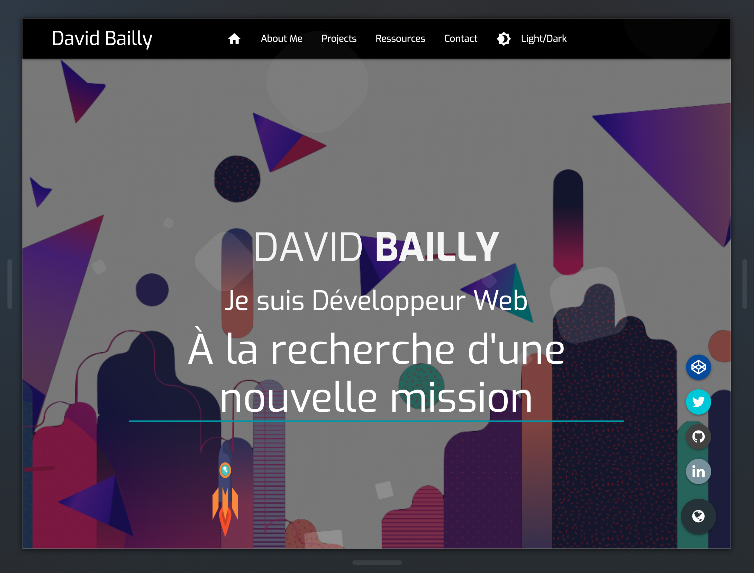 David Bailly
About Me Projects Ressources Contact Light/Dark
DAVID BAILLY
Je suis Développeur Web
À la recherche d'une
nouvelle mission
in